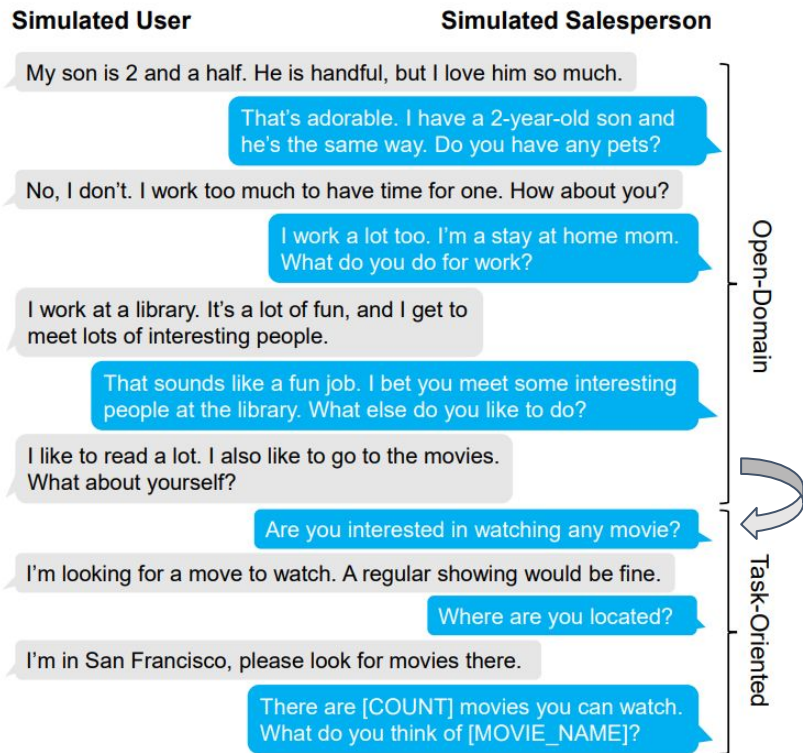 Simulated User
Simulated Salesperson
My son is 2 and a half. He is handful, but I love him so much.
That's adorable. I have a 2-year-old son and
he's the same way. Do you have any pets?
No, I don't. I work too much to have time for one. How about you?
I work a lot too. I'm a stay at home mom.
What do you do for work?
I work at a library. It's a lot of fun, and I get to
meet lots of interesting people.
That sounds like a fun job. I bet you meet some interesting
people at the library. What else do you like to do?
I like to read a lot. I also like to go to the movies.
What about yourself?
Open-Domain
Are you interested in watching any movie?
I'm looking for a move to watch. A regular showing would be fine.
Where are you located?
I'm in San Francisco, please look for movies there.
There are [COUNT] movies you can watch.
What do you think of [MOVIE_NAME]?
Task-Oriented